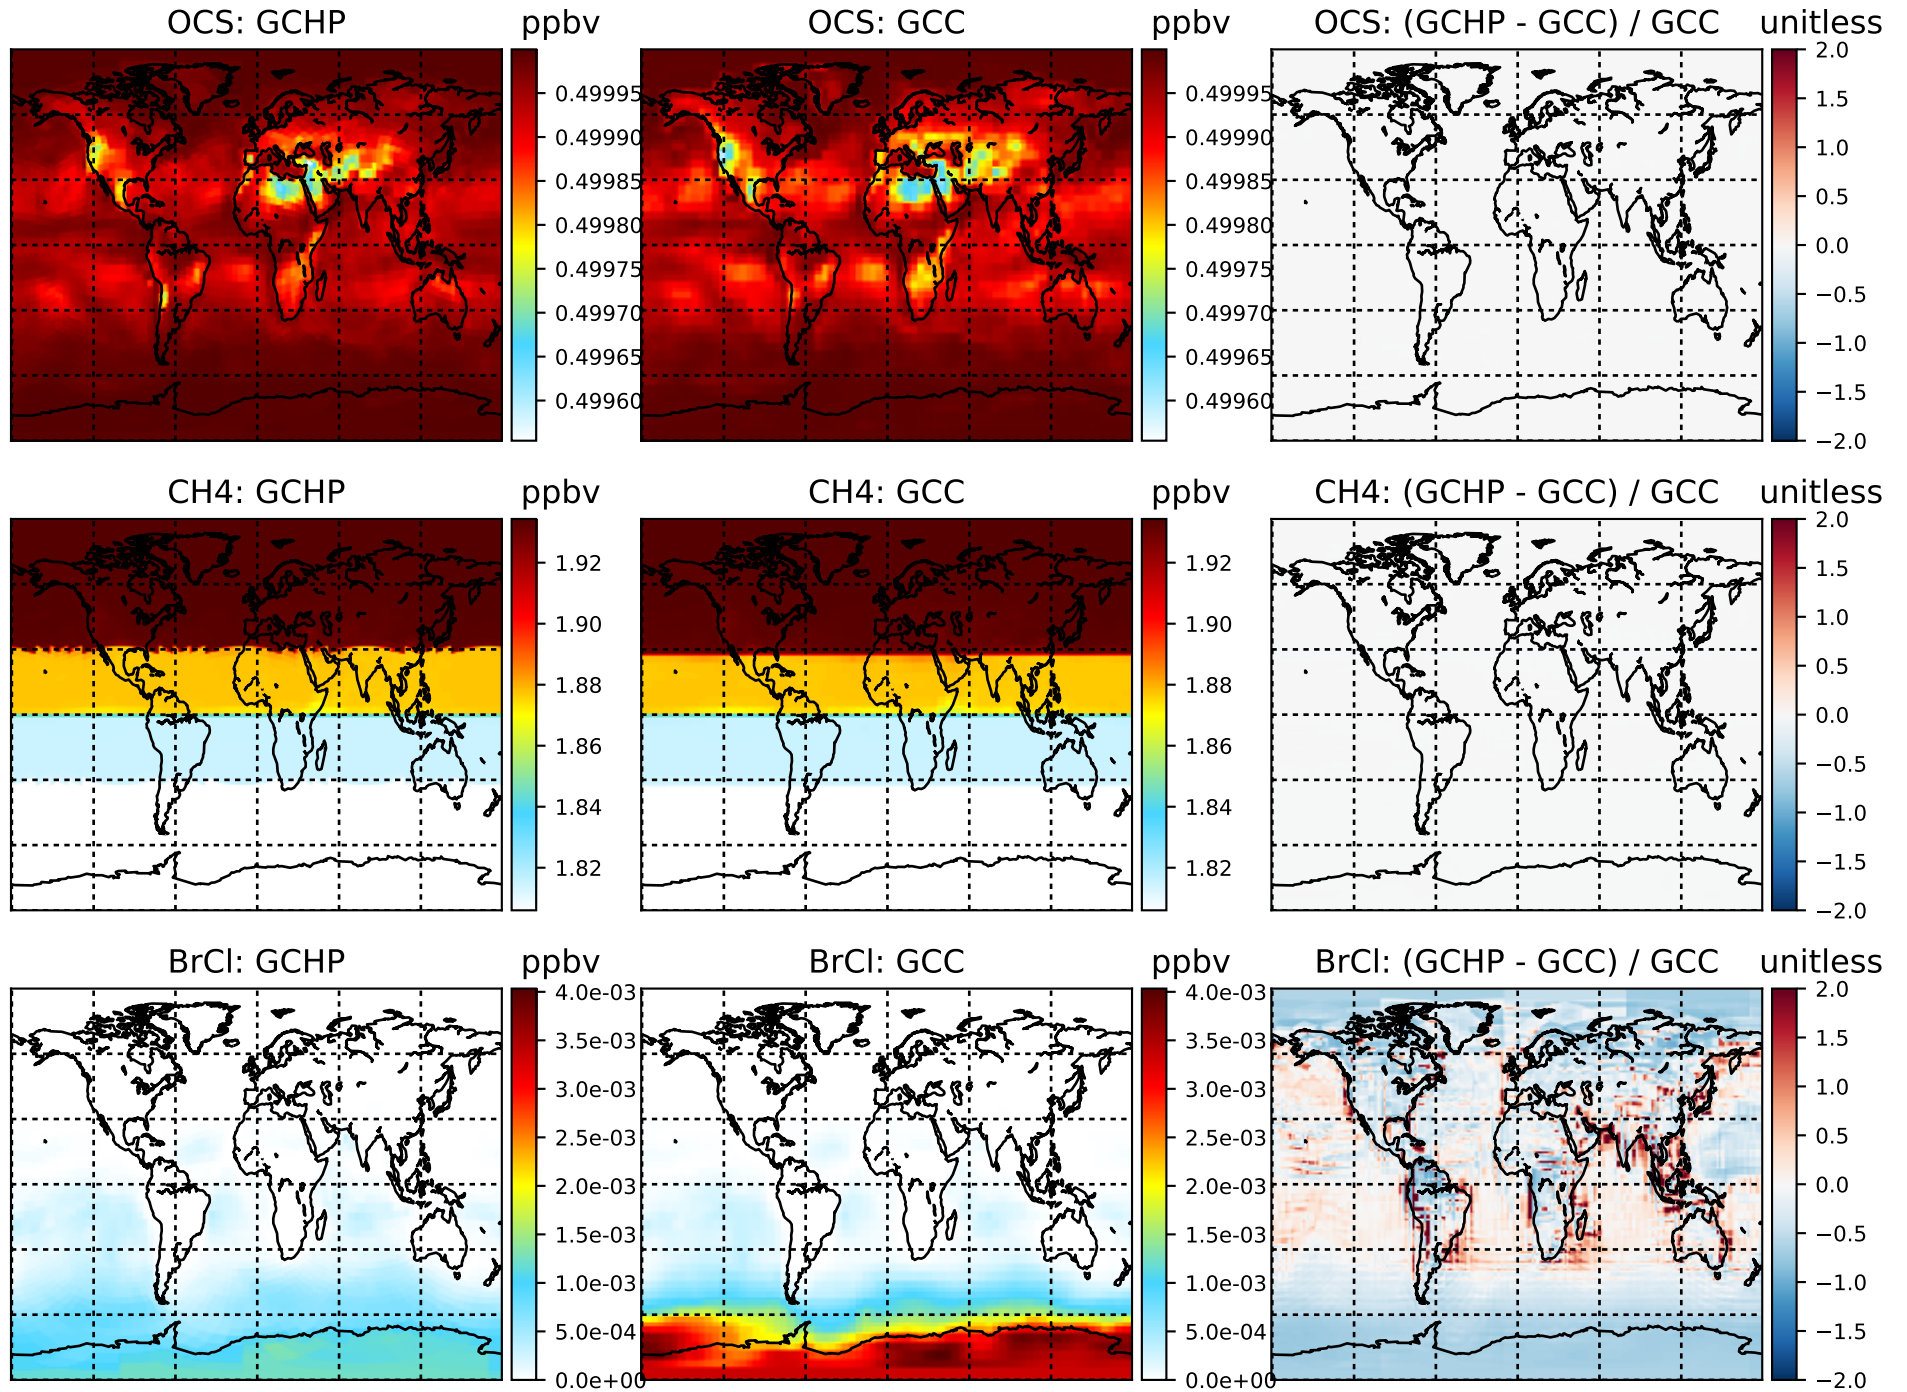 OCS: GCHP ppbv OCS: GCC ppbv OCS: (GCHP - GCC) / GCC unitless
0.49995
0.49990
0.49985
0.49980
0.49975
0.49970
0.49965
0.49960
0.49995
0.49990
0.49985
0.49980
0.49975
0.49970
0.49965
0.49960
2.0
1.5
1.0
0.5
0.0
−0.5
−1.0
−1.5
−2.0
CH4: GCHP ppbv CH4: GCC ppbv CH4: (GCHP - GCC) / GCC unitless
1.92
1.90
1.88
1.86
1.84
1.82
1.92
1.90
1.88
1.86
1.84
1.82
2.0
1.5
1.0
0.5
0.0
−0.5
−1.0
−1.5
−2.0
BrCl: GCHP ppbv BrCl: GCC ppbv BrCl: (GCHP - GCC) / GCC unitless
4.0e-03
3.5e-03
3.0e-03
2.5e-03
2.0e-03
1.5e-03
1.0e-03
5.0e-04
0.0e+00
4.0e-03
3.5e-03
3.0e-03
2.5e-03
2.0e-03
1.5e-03
1.0e-03
5.0e-04
0.0e+00
2.0
1.5
1.0
0.5
0.0
−0.5
−1.0
−1.5
−2.0